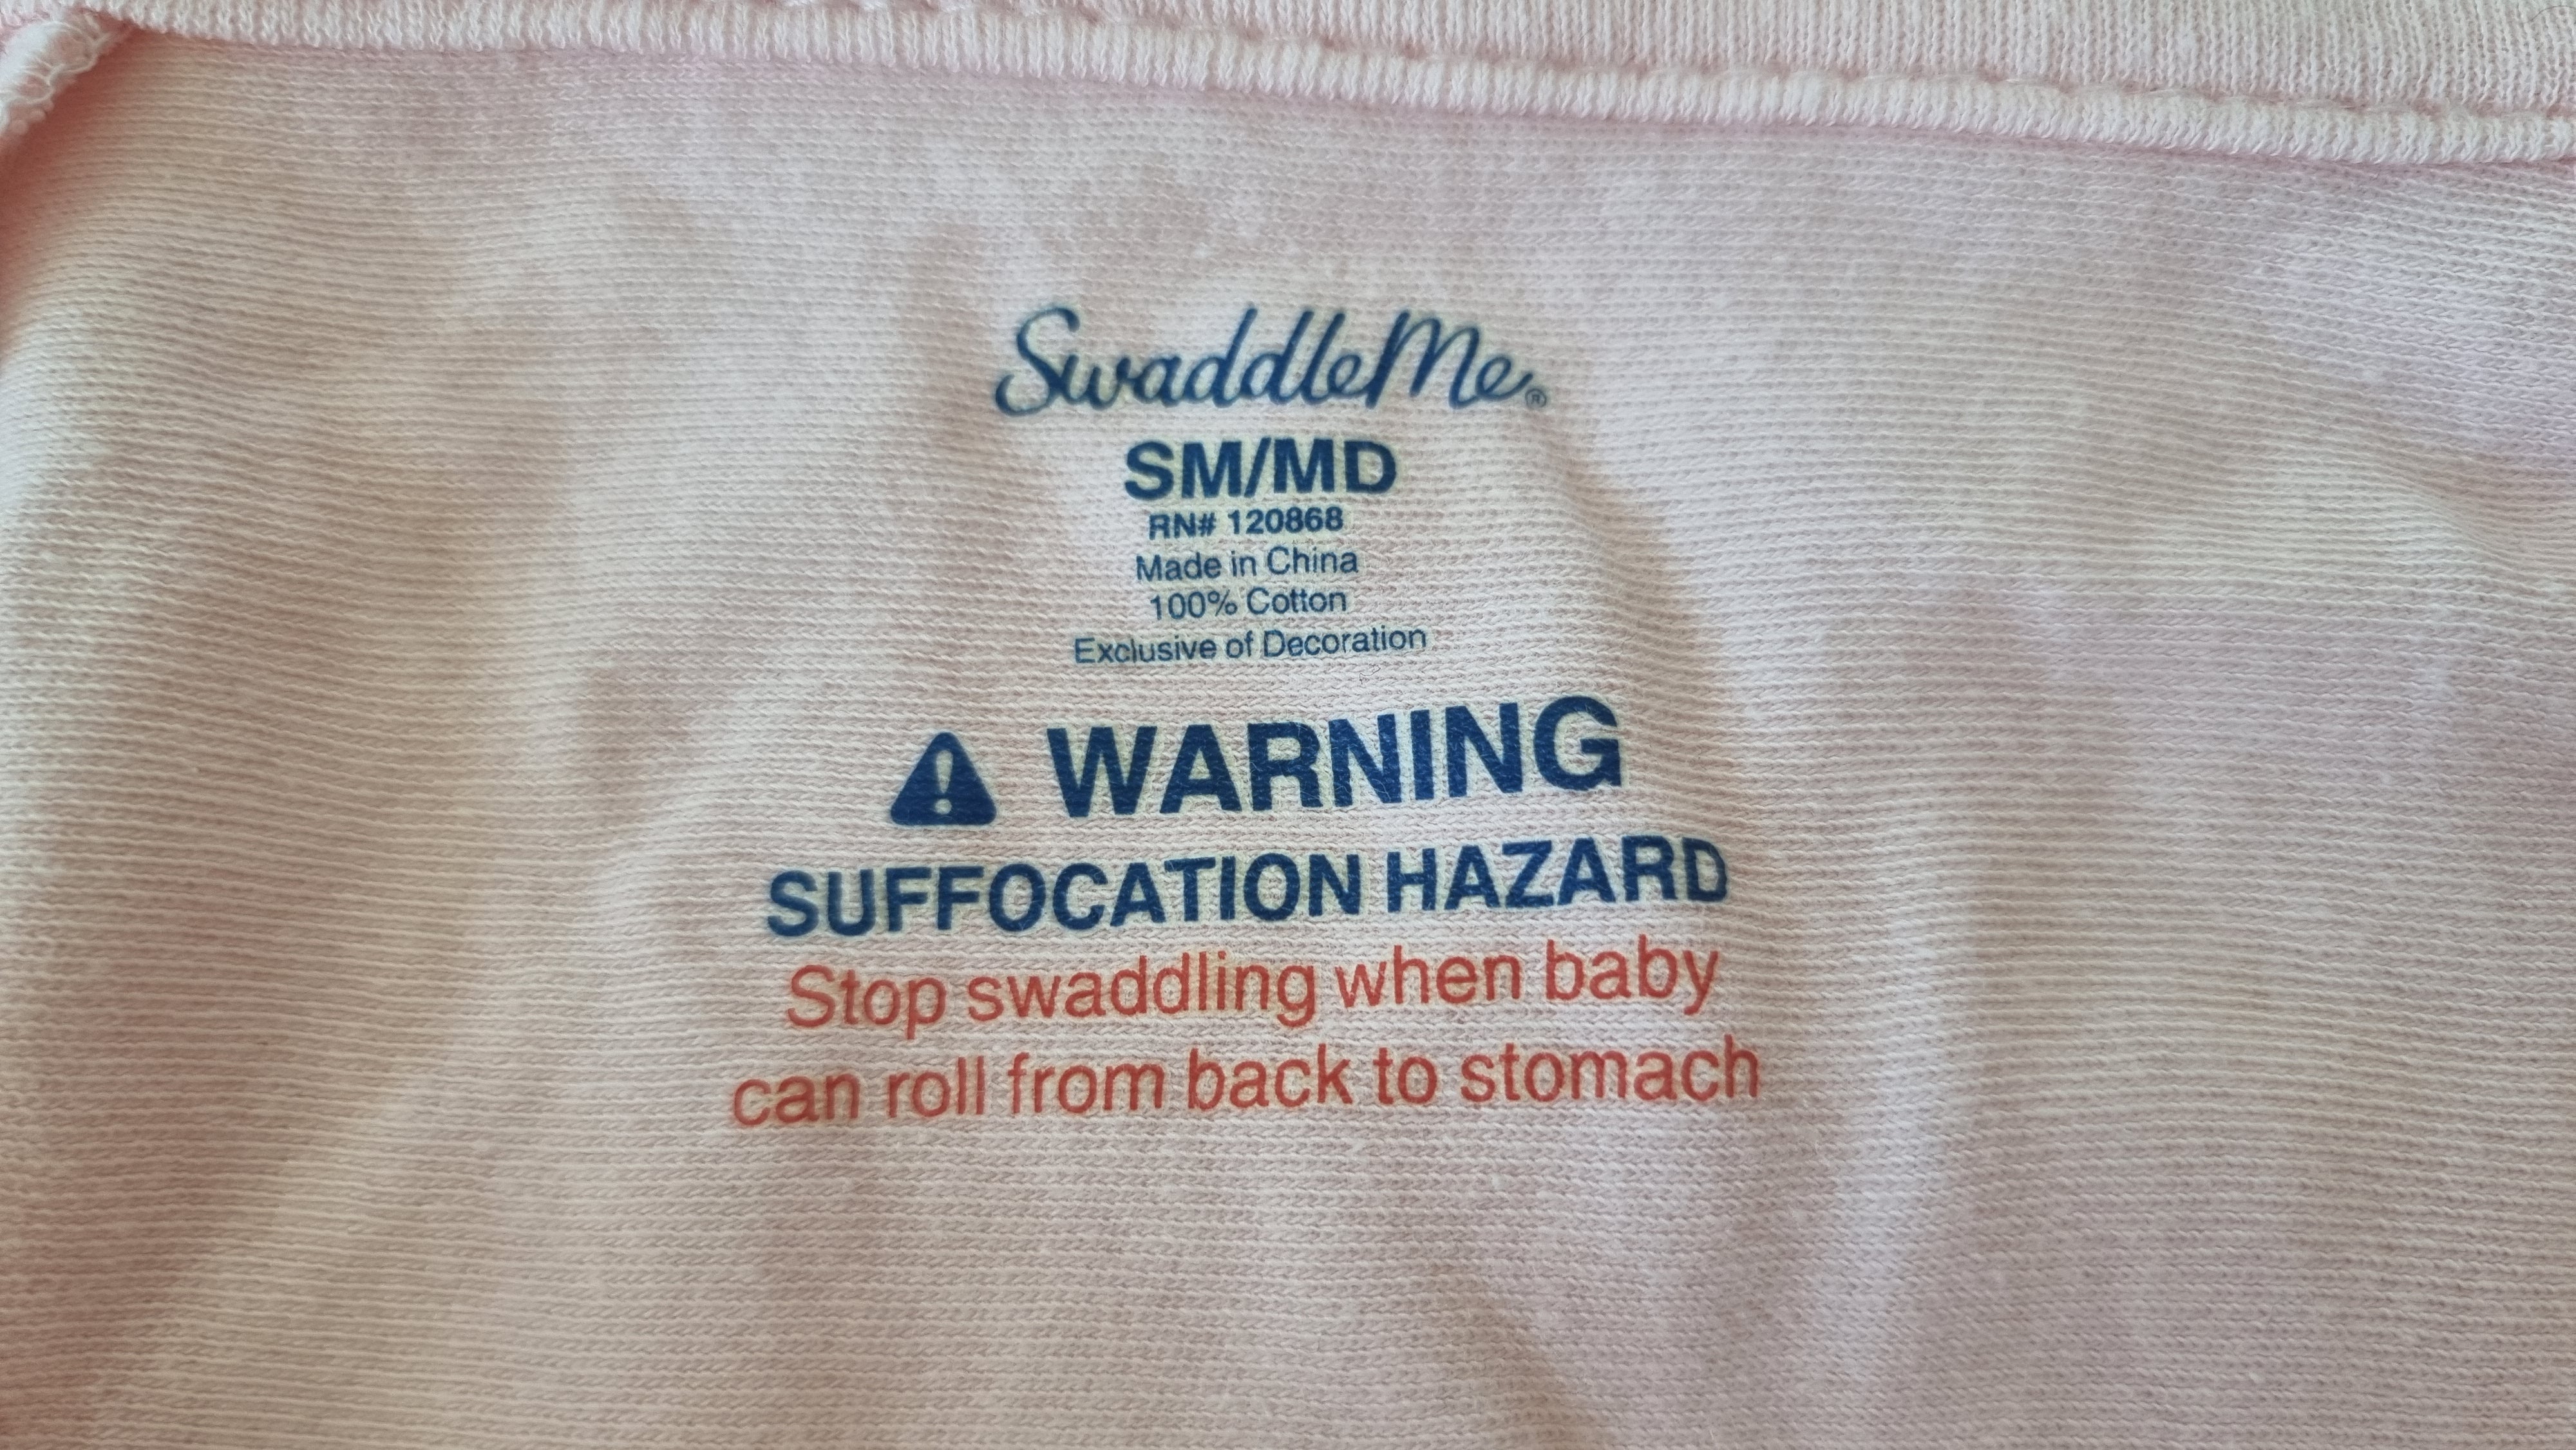 SwaddleMe®
SM/MD
RN# 120868
Made in China
100% Cotton
Exclusive of Decoration
WARNING
SUFFOCATION HAZARD
Stop swaddling when baby
can roll from back to stomach